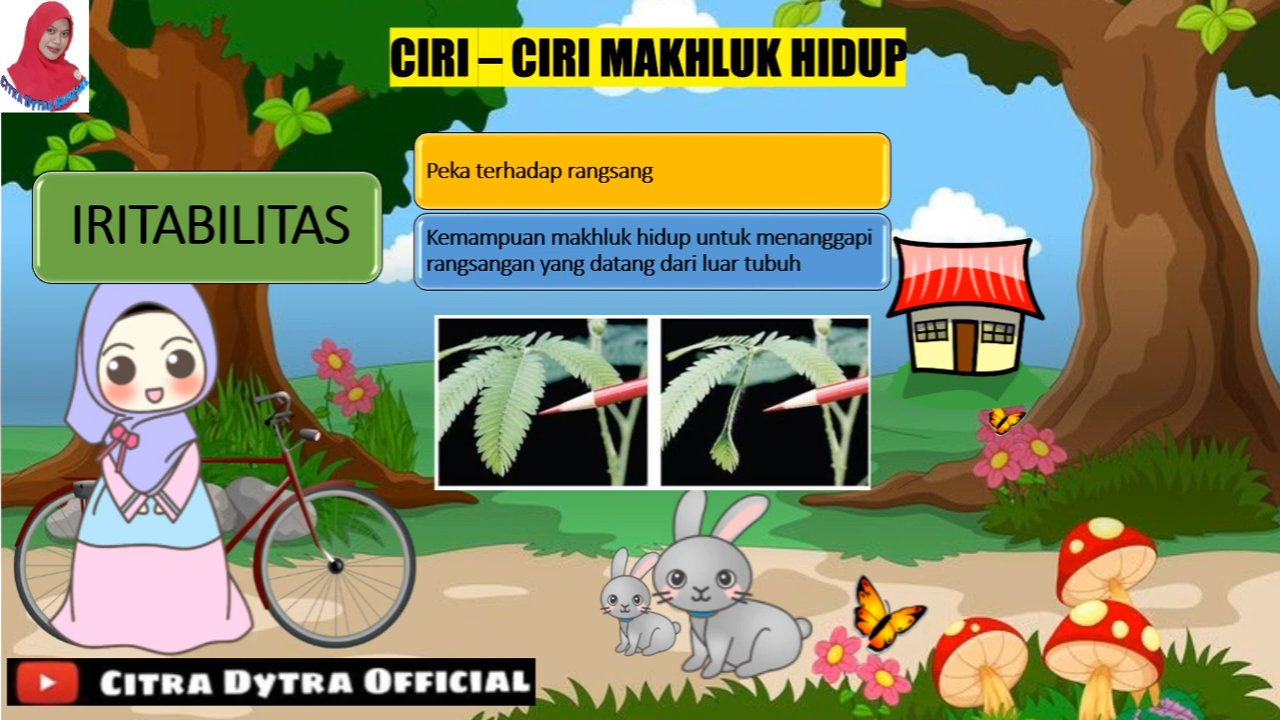 CIRI – CIRI MAKHLUK HIDUP
IRITABILITAS
Peka terhadap rangsang
Kemampuan makhluk hidup untuk menanggapi
rangsangan yang datang dari luar tubuh
CITRA DYTRA OFFICIAL